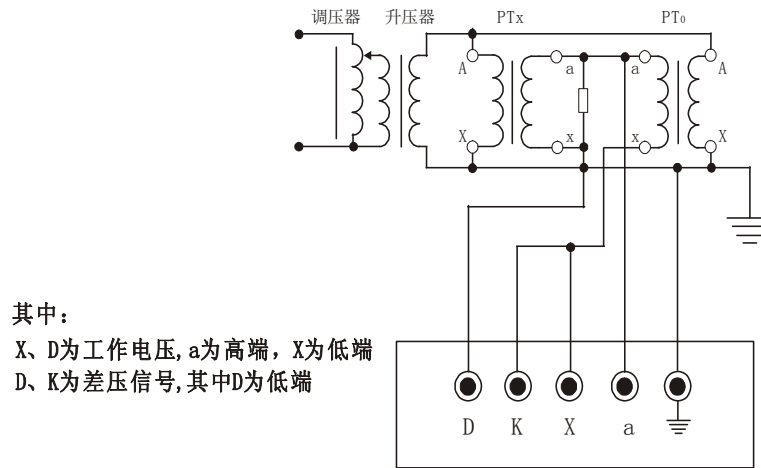 调压器 升压器 PTx PT₀
A a a A
X x x X
其中：
X、D为工作电压,a为高端，X为低端
D、K为差压信号,其中D为低端
D K X a